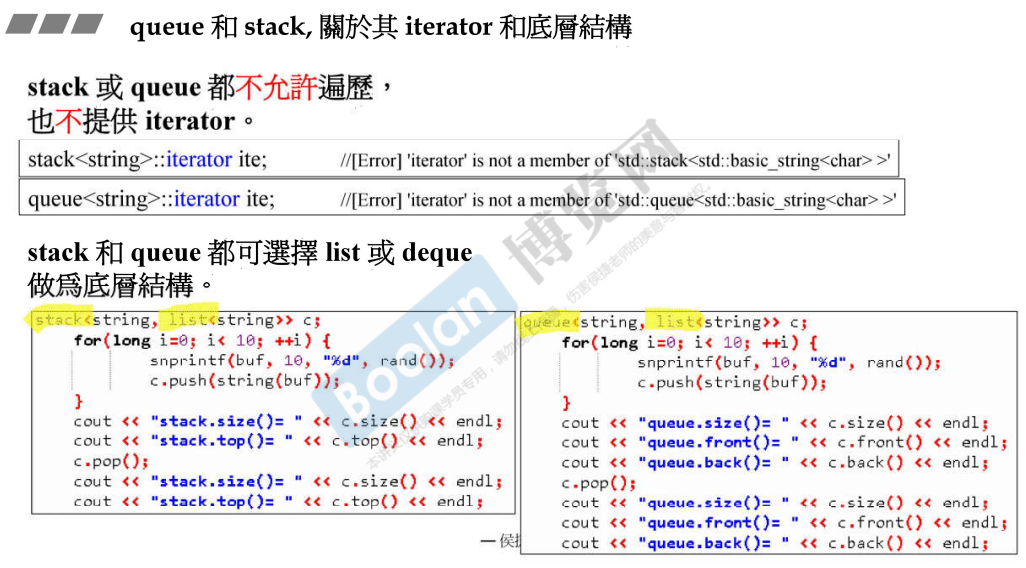 queue 和 stack, 關於其 iterator 和底層結構
stack 或 queue 都不允許遍歷，
也不提供 iterator。
stack<string>::iterator ite; //[Error] 'iterator' is not a member of 'std::stack<std::basic_string<char> >'
queue<string>::iterator ite; //[Error] 'iterator' is not a member of 'std::queue<std::basic_string<char> >'
stack 和 queue 都可選擇 list 或 deque
做爲底層結構。
stack<string, list<string>> c;
for(long i=0; i< 10; ++i) {
snprintf(buf, 10, "%d", rand());
c.push(string(buf));
}
cout << "stack.size()= " << c.size() << endl;
cout << "stack.top()= " << c.top() << endl;
c.pop();
cout << "stack.size()= " << c.size() << endl;
cout << "stack.top()= " << c.top() << endl;
queue<string, list<string>> c;
for(long i=0; i< 10; ++i) {
snprintf(buf, 10, "%d", rand());
c.push(string(buf));
}
cout << "queue.size()= " << c.size() << endl;
cout << "queue.front()= " << c.front() << endl;
cout << "queue.back()= " << c.back() << endl;
c.pop();
cout << "queue.size()= " << c.size() << endl;
cout << "queue.front()= " << c.front() << endl;
cout << "queue.back()= " << c.back() << endl;
Boolan 博览网